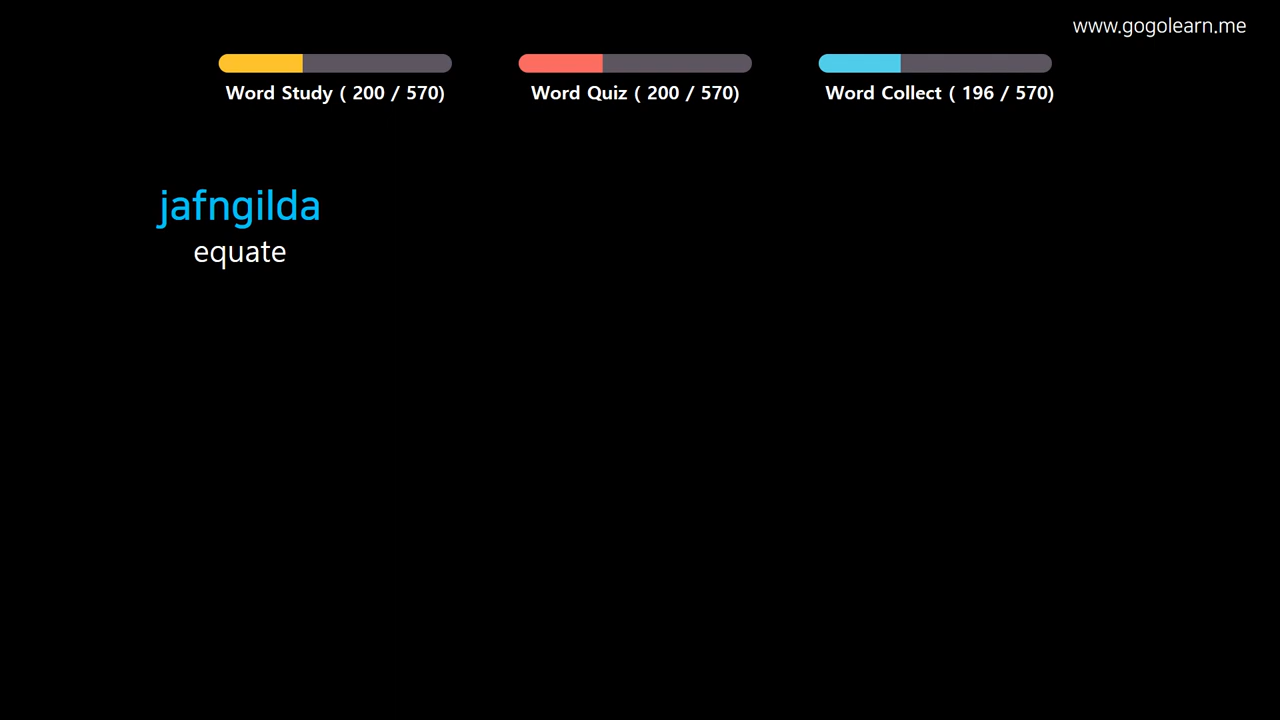 www.gogolearn.me
Word Study ( 200 / 570)
Word Quiz ( 200 / 570)
Word Collect ( 196 / 570)
jafngilda
equate